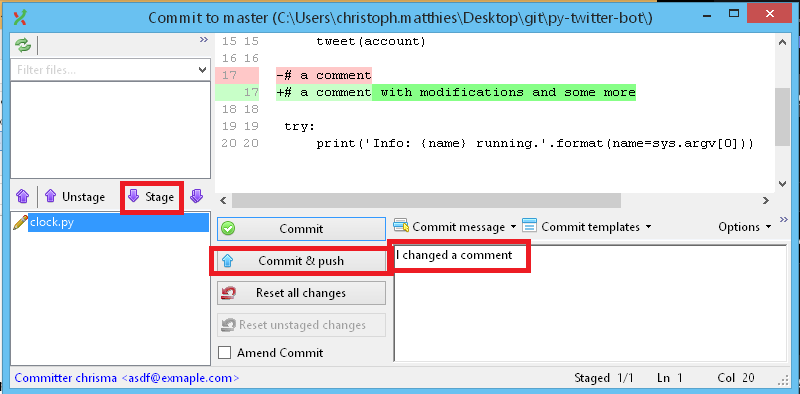 Commit to master (C:\Users\christoph.matthies\Desktop\git\py-twitter-bot\)
X
»
Filter files...
15 15 tweet(account)
16 16
17 -# a comment
17 +# a comment with modifications and some more
18 18
19 19 try:
20 20 print('Info: {name} running.'.format(name=sys.argv[0]))
Unstage Stage
clock.py
Commit Commit message Commit templates Options »
Commit & push
I changed a comment
Reset all changes
Reset unstaged changes
Amend Commit
Committer chrisma <asdf@exmaple.com> Staged 1/1 Ln 1 Col 20